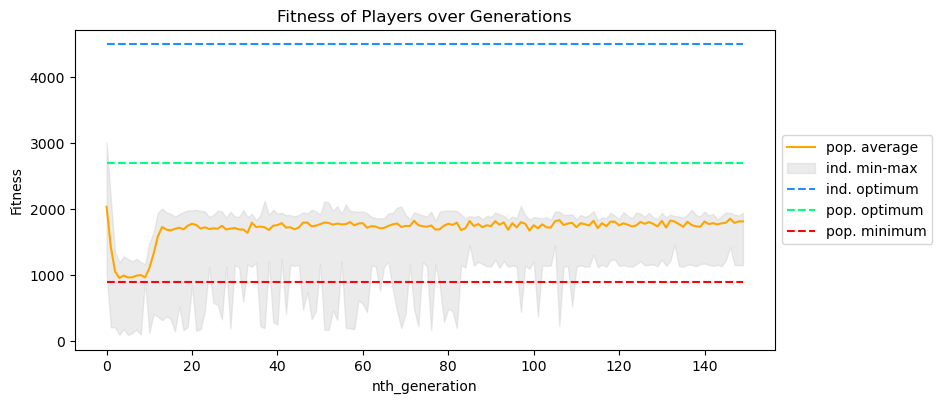 Fitness of Players over Generations
Fitness
4000
3000
2000
1000
0
0 20 40 60 80 100 120 140
nth_generation
pop. average
ind. min-max
ind. optimum
pop. optimum
pop. minimum